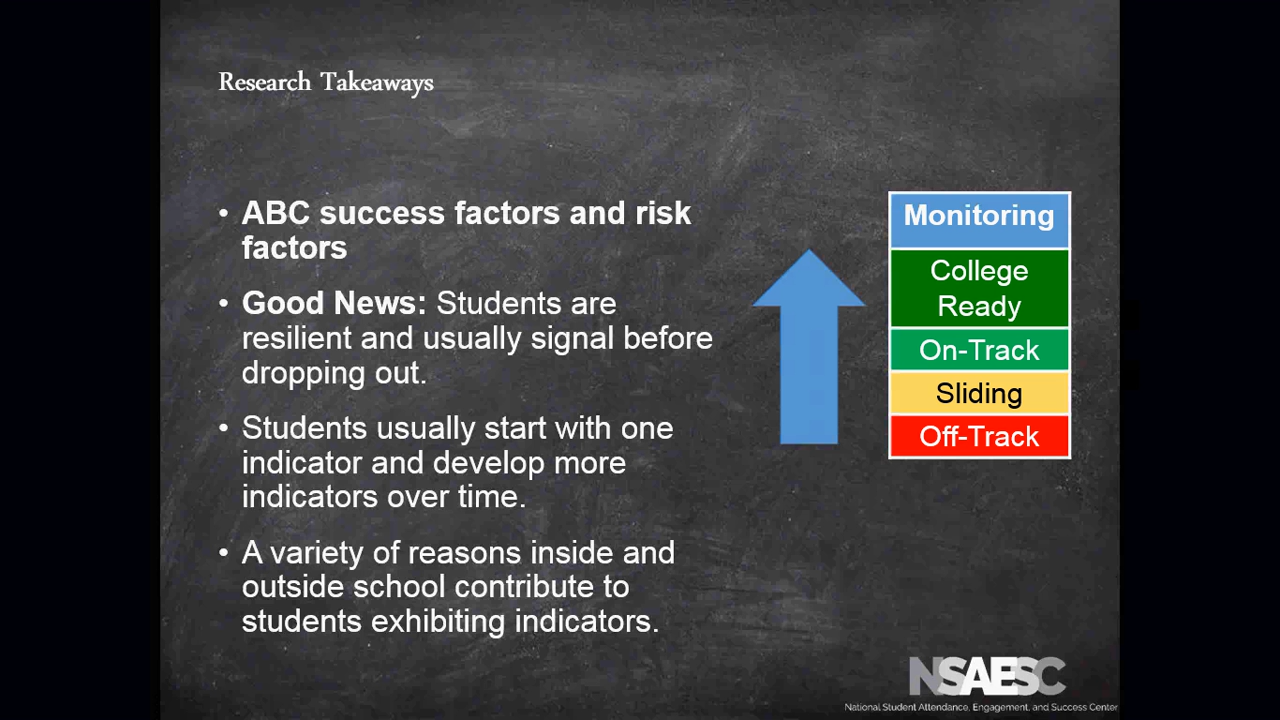 Research Takeaways
• ABC success factors and risk
factors
• Good News: Students are
resilient and usually signal before
dropping out.
• Students usually start with one
indicator and develop more
indicators over time.
• A variety of reasons inside and
outside school contribute to
students exhibiting indicators.
Monitoring
College
Ready
On-Track
Sliding
Off-Track
NSAESC
National Student Attendance, Engagement, and Success Center